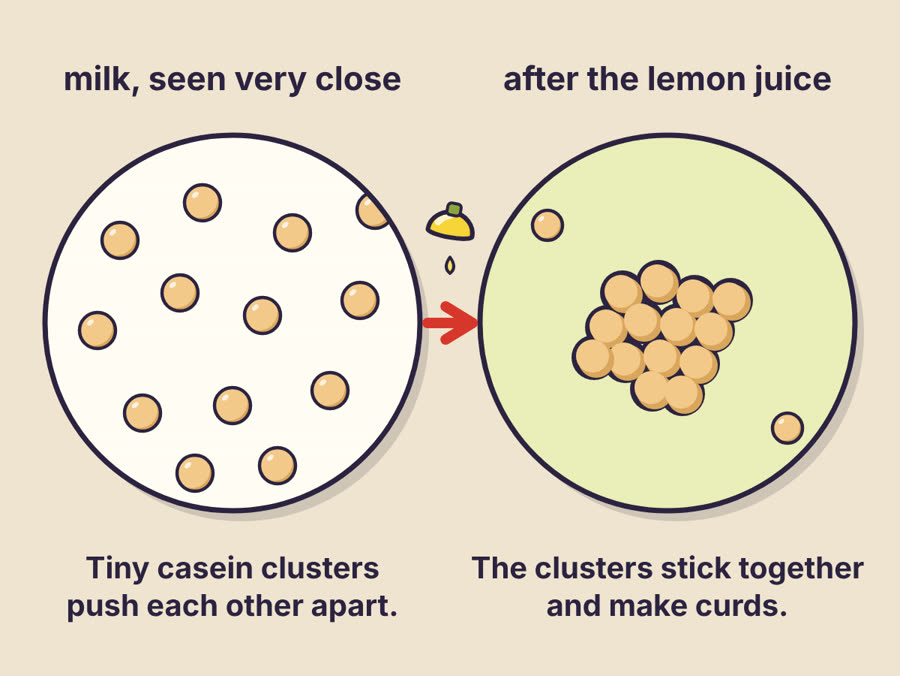 milk, seen very close
after the lemon juice
Tiny casein clusters
push each other apart.
The clusters stick together
and make curds.